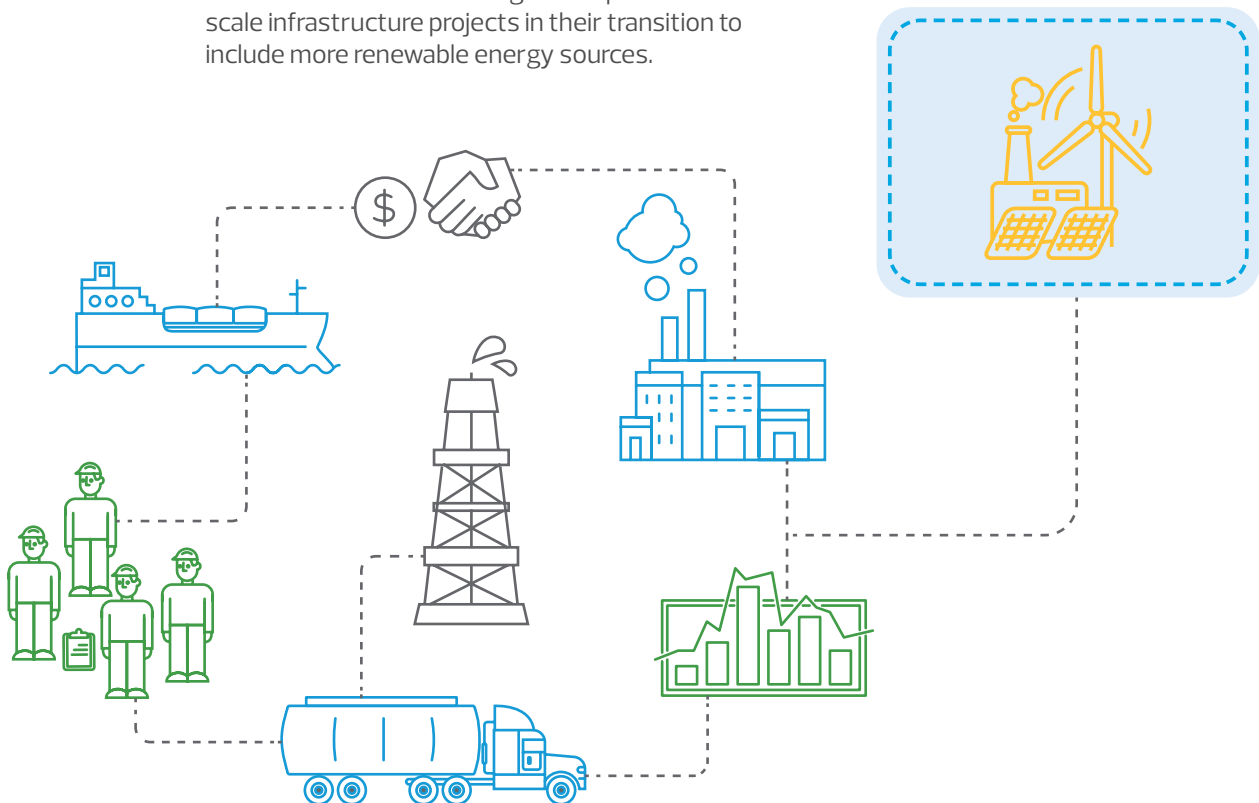 scale infrastructure projects in their transition to
include more renewable energy sources.
$